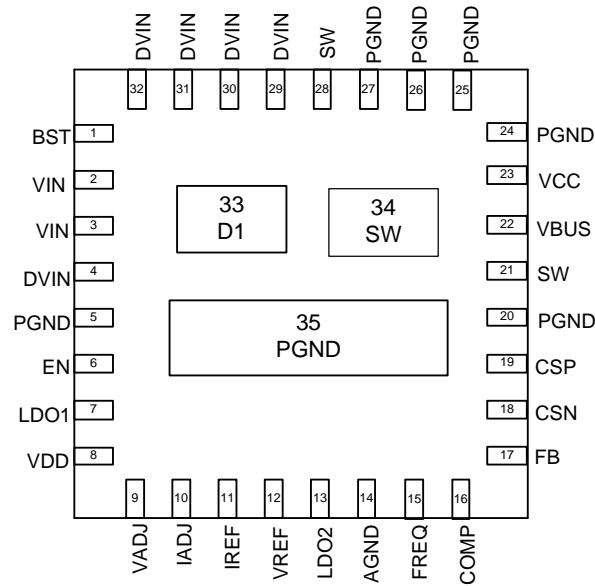 DVIN DVIN DVIN DVIN SW PGND PGND PGND
32 31 30 29 28 27 26 25
BST 1
VIN 2
VIN 3
DVIN 4
PGND 5
EN 6
LDO1 7
VDD 8
33
D1
34
SW
35
PGND
24 PGND
23 VCC
22 VBUS
21 SW
20 PGND
19 CSP
18 CSN
17 FB
9 10 11 12 13 14 15 16
VADJ IADJ IREF VREF LDO2 AGND FREQ COMP